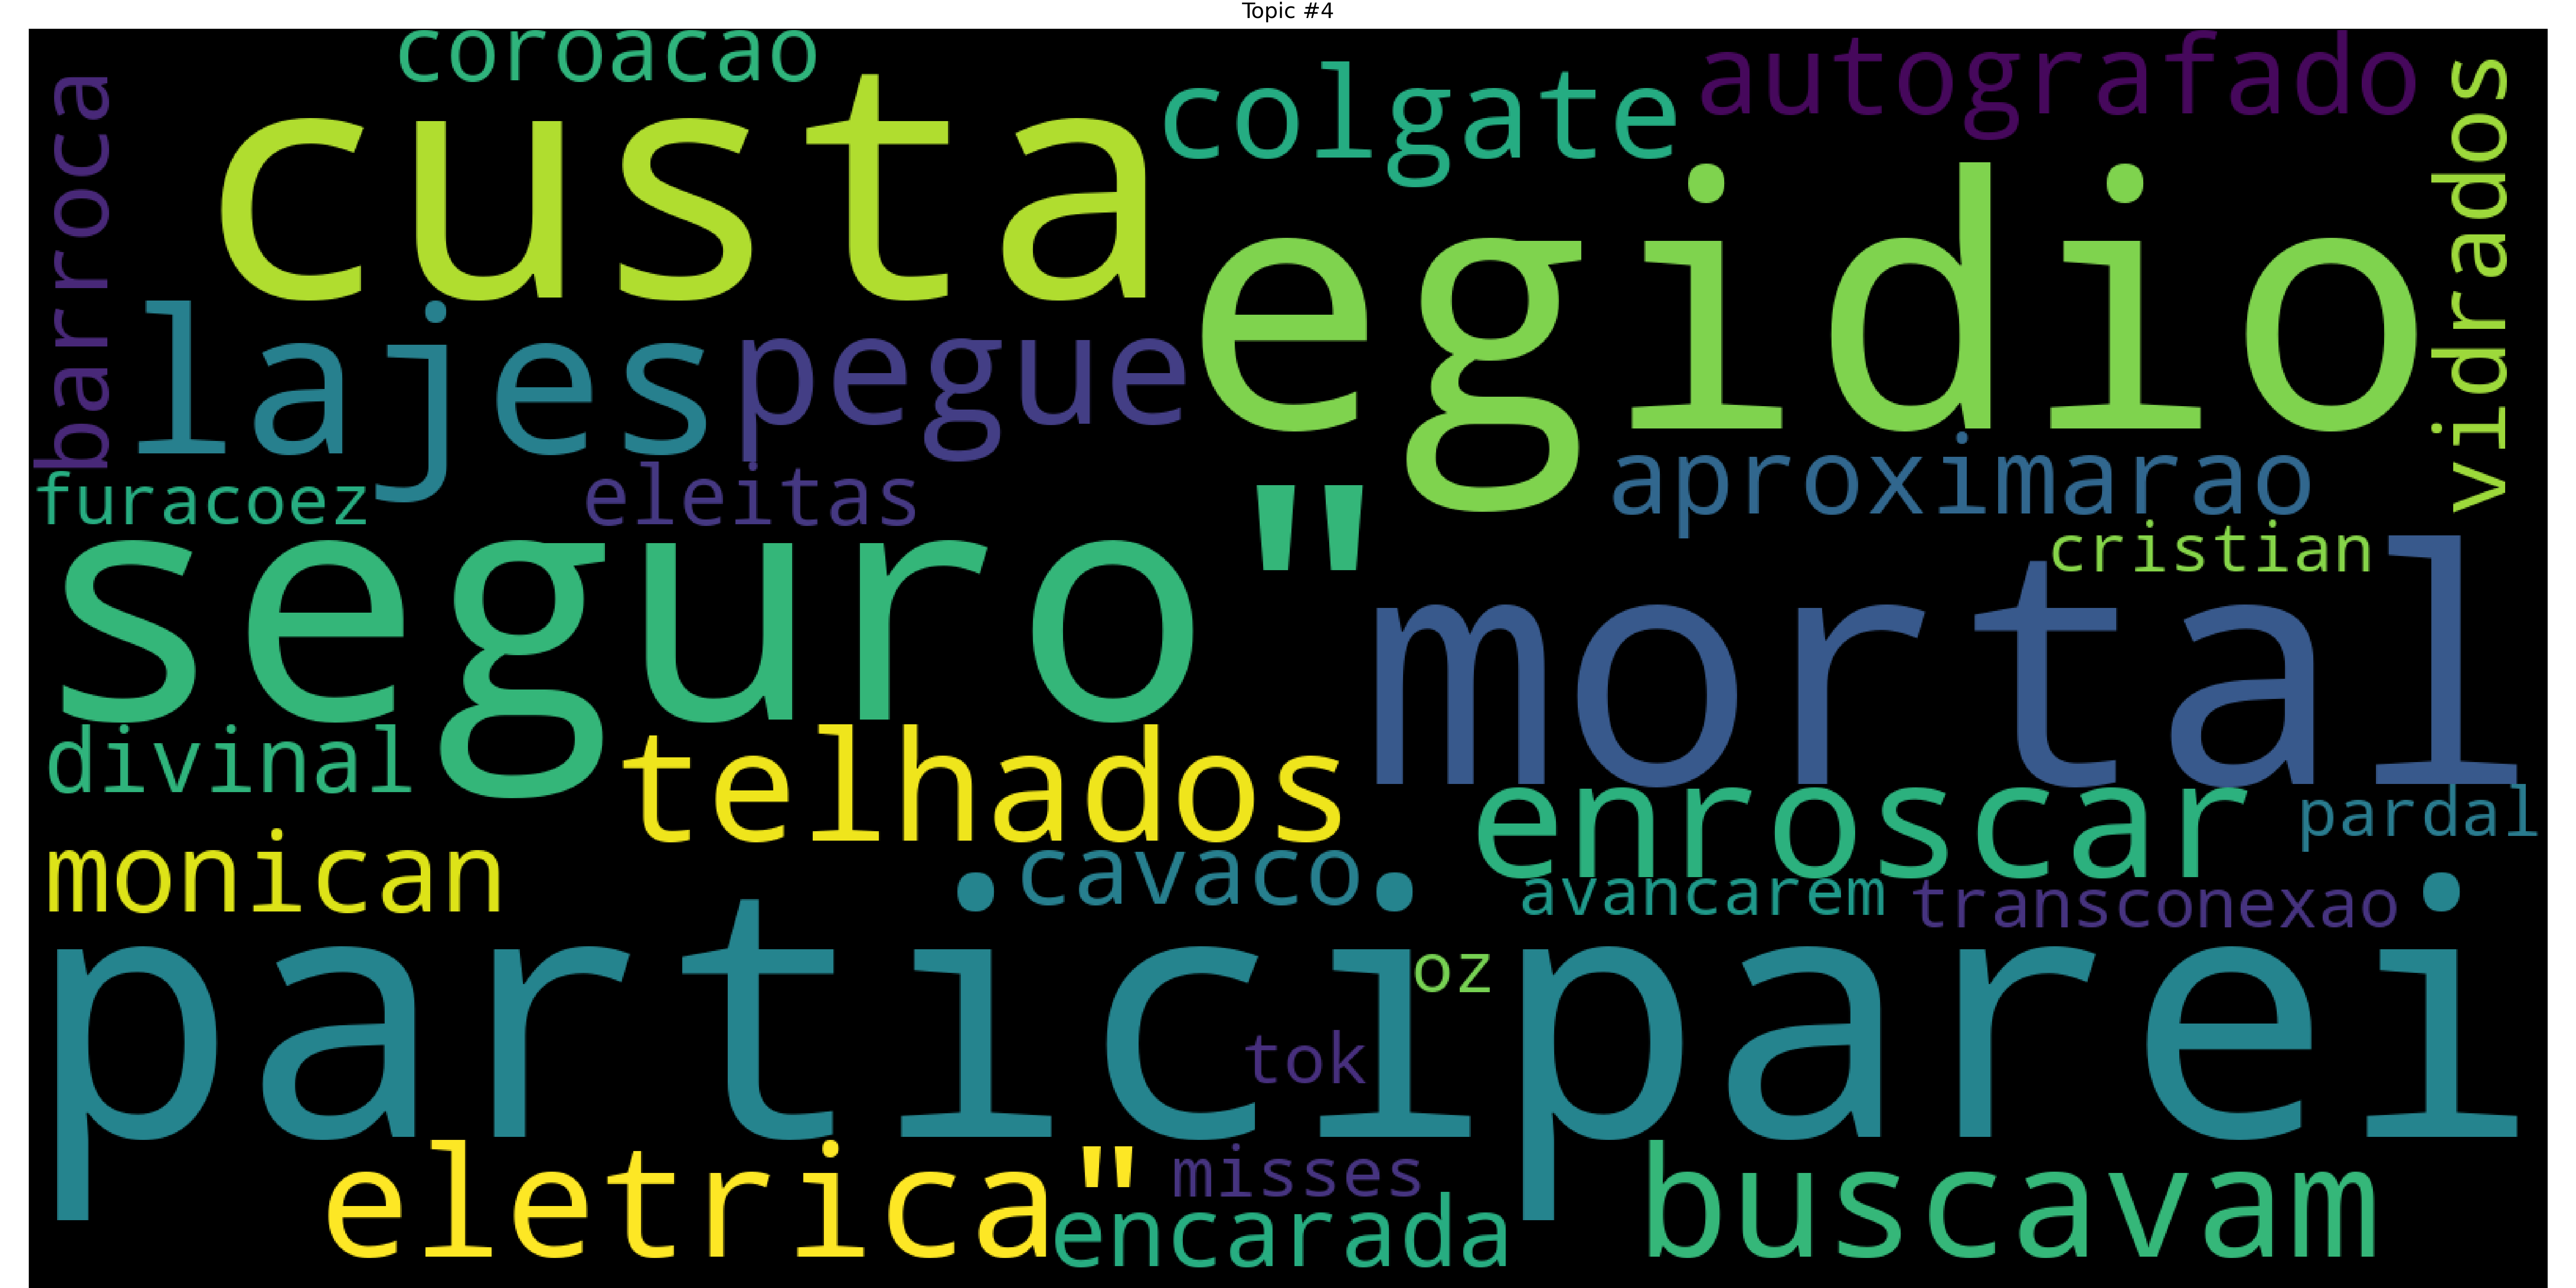 Topic #4
coroacao
autografado
colgate
custa
barroca
vidrados
egidio
lajes
pegue
aproximarao
furacoez
eleitas
cristian
seguro"
mortal
divinal
telhados
enroscar
pardal
monican
cavaco
avancarem
transconexao
participarei
oz
tok
eletrica"
misses
buscavam
encarada